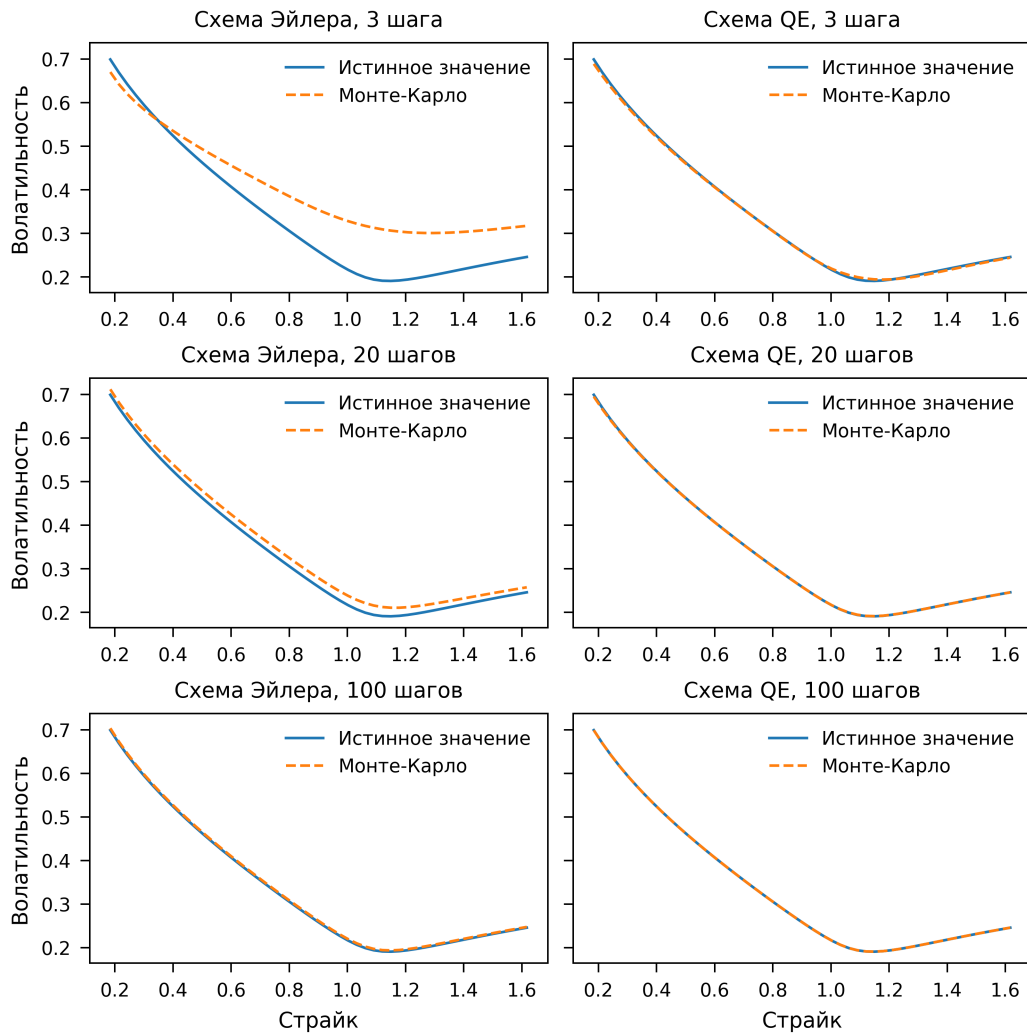 Схема Эйлера, 3 шага
Волатильность
0.7
0.6
0.5
0.4
0.3
0.2
Истинное значение
Монте-Карло
0.2 0.4 0.6 0.8 1.0 1.2 1.4 1.6
Схема QE, 3 шага
Истинное значение
Монте-Карло
0.2 0.4 0.6 0.8 1.0 1.2 1.4 1.6
Схема Эйлера, 20 шагов
Волатильность
0.7
0.6
0.5
0.4
0.3
0.2
Истинное значение
Монте-Карло
0.2 0.4 0.6 0.8 1.0 1.2 1.4 1.6
Схема QE, 20 шагов
Истинное значение
Монте-Карло
0.2 0.4 0.6 0.8 1.0 1.2 1.4 1.6
Схема Эйлера, 100 шагов
Волатильность
0.7
0.6
0.5
0.4
0.3
0.2
Истинное значение
Монте-Карло
0.2 0.4 0.6 0.8 1.0 1.2 1.4 1.6
Страйк
Схема QE, 100 шагов
Истинное значение
Монте-Карло
0.2 0.4 0.6 0.8 1.0 1.2 1.4 1.6
Страйк